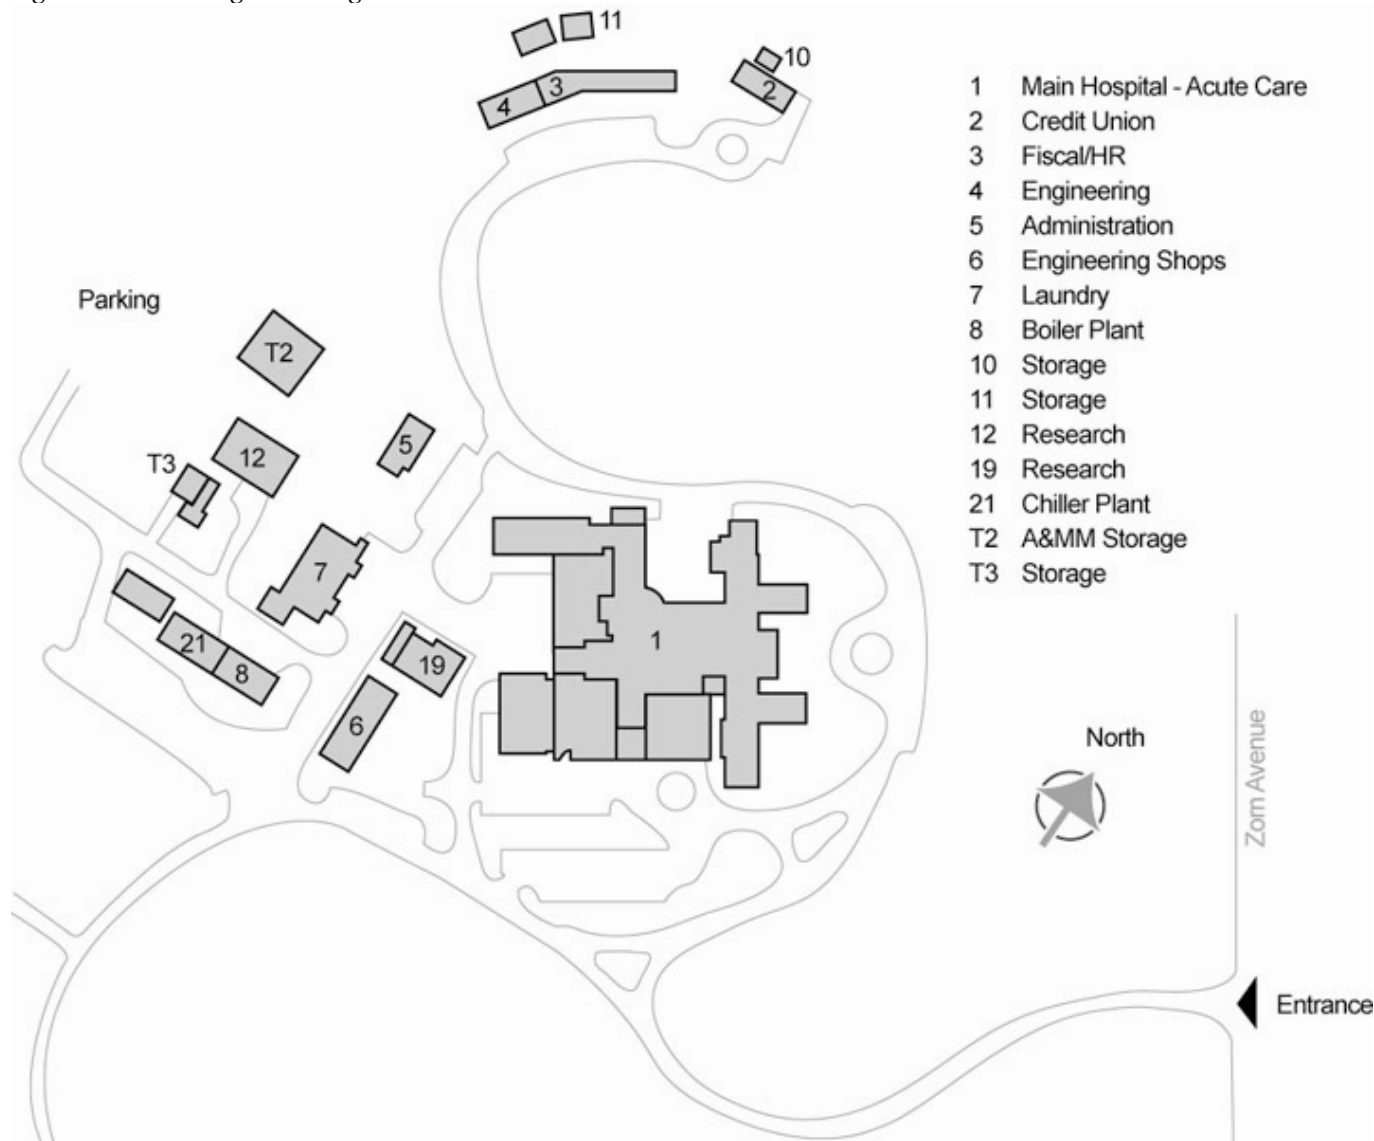 11
10
3
4
2
1 Main Hospital - Acute Care
2 Credit Union
3 Fiscal/HR
4 Engineering
5 Administration
6 Engineering Shops
7 Laundry
8 Boiler Plant
10 Storage
11 Storage
12 Research
19 Research
21 Chiller Plant
T2 A&MM Storage
T3 Storage
Parking
T2
5
12
T3
7
1
21
19
8
6
North
Zorn Avenue
Entrance